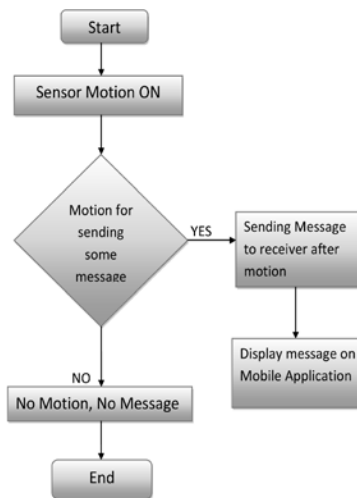 Start
Sensor Motion ON
Motion for
sending
some
message
YES
Sending Message
to receiver after
motion
Display message on
Mobile Application
NO
No Motion, No Message
End